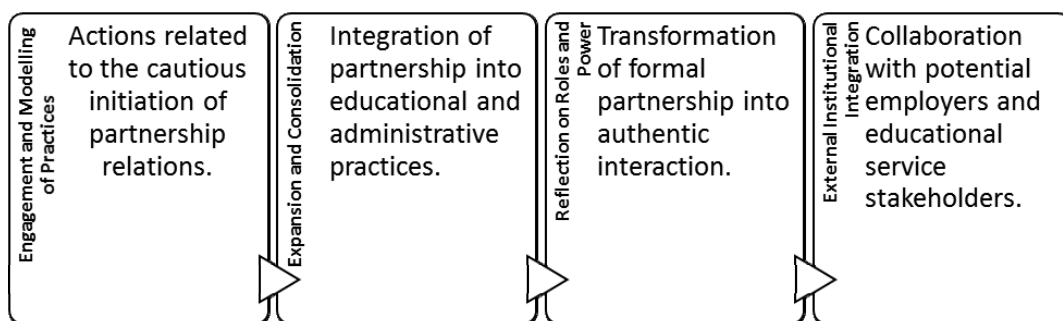 Engagement and Modelling
of Practices
Actions related
to the cautious
initiation of
partnership
relations.
Expansion and Consolidation
Integration of
partnership into
educational and
administrative
practices.
Reflection on Roles and
Power
Transformation
of formal
partnership into
authentic
interaction.
External Institutional
Integration
Collaboration
with potential
employers and
educational
service
stakeholders.